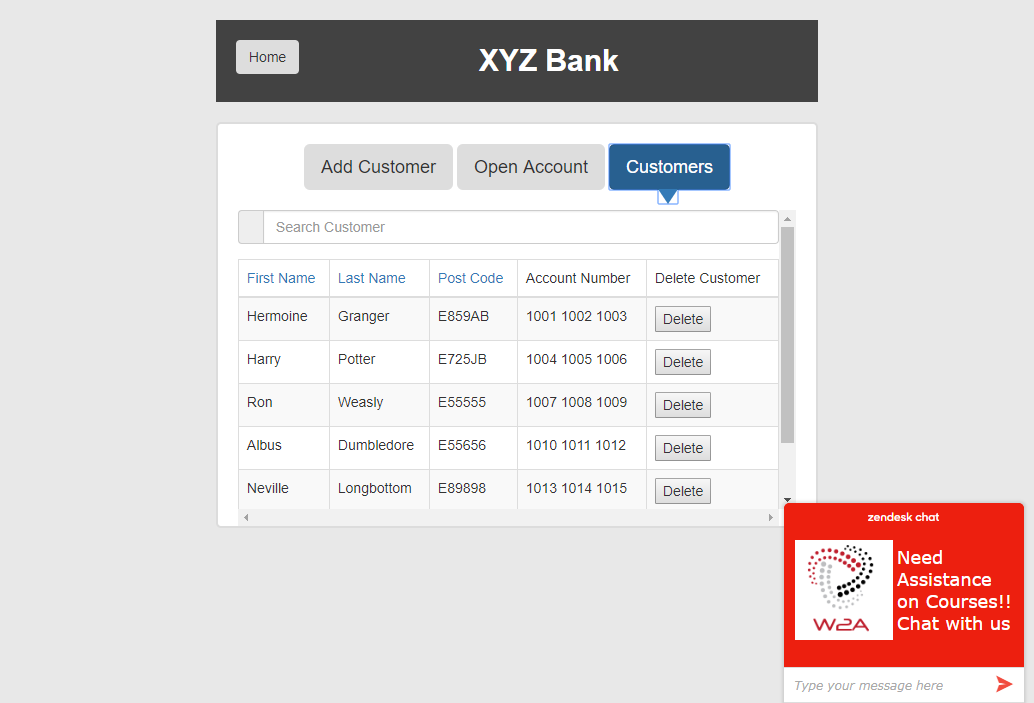 Home
XYZ Bank
Add Customer Open Account Customers
Search Customer
First Name Last Name Post Code Account Number Delete Customer
Hermoine Granger E859AB 1001 1002 1003 Delete
Harry Potter E725JB 1004 1005 1006 Delete
Ron Weasly E55555 1007 1008 1009 Delete
Albus Dumbledore E55656 1010 1011 1012 Delete
Neville Longbottom E89898 1013 1014 1015 Delete
zendesk chat
W2A
Need
Assistance
on Courses!!
Chat with us
Type your message here